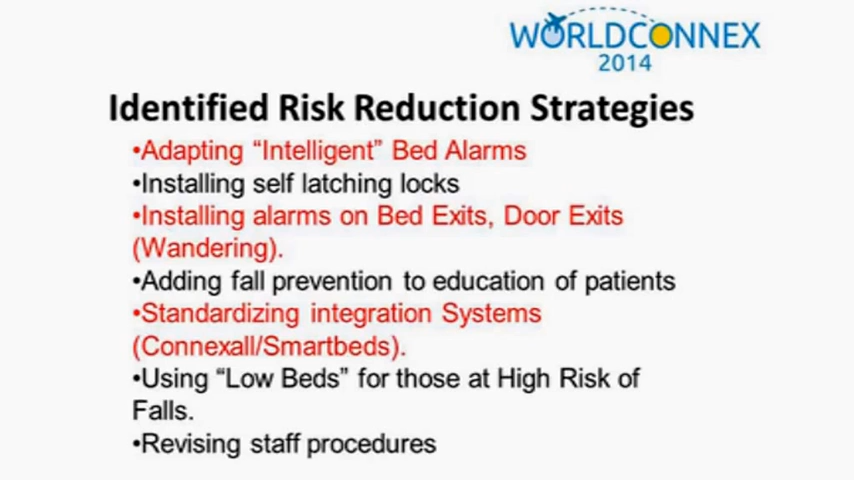 WORLDCONNEX
2014
Identified Risk Reduction Strategies
•Adapting “Intelligent” Bed Alarms
•Installing self latching locks
•Installing alarms on Bed Exits, Door Exits
(Wandering).
•Adding fall prevention to education of patients
•Standardizing integration Systems
(Connexall/Smartbeds).
•Using “Low Beds” for those at High Risk of
Falls.
•Revising staff procedures